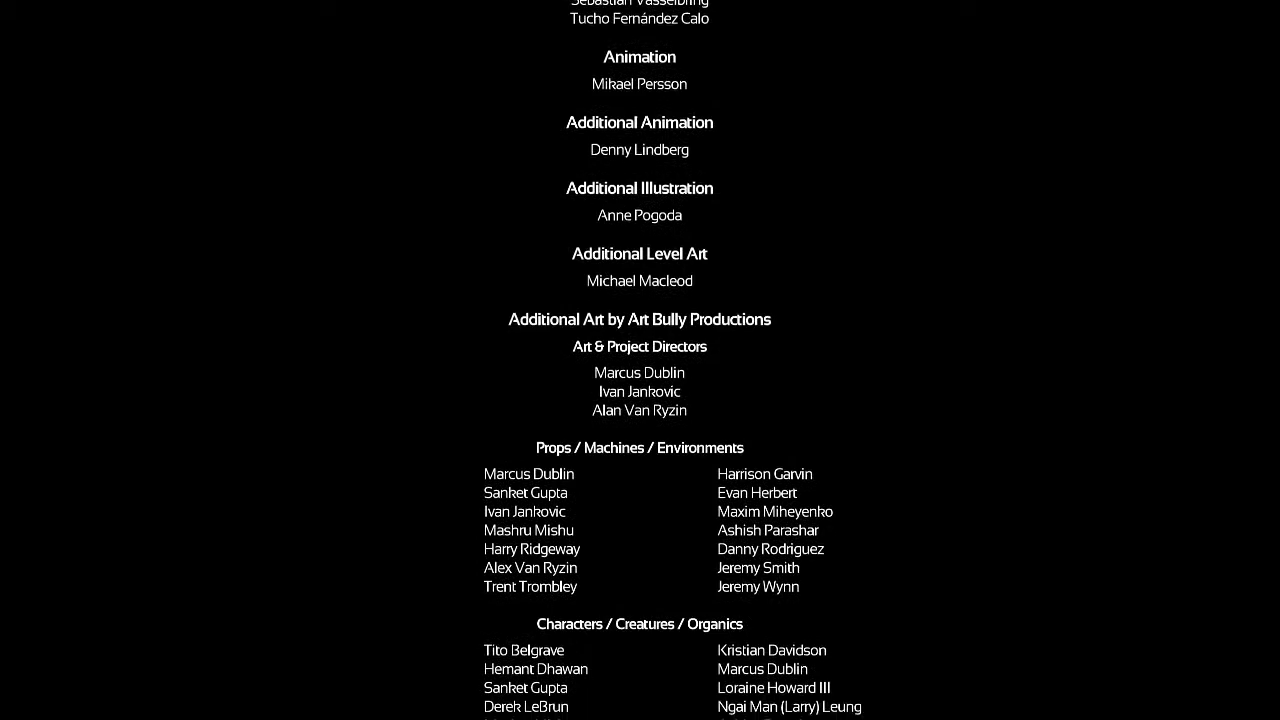 Sebastian Vasselbring
Tucho Fernández Calo
Animation
Mikael Persson
Additional Animation
Denny Lindberg
Additional Illustration
Anne Pogoda
Additional Level Art
Michael Macleod
Additional Art by Art Bully Productions
Art & Project Directors
Marcus Dublin
Ivan Jankovic
Alan Van Ryzin
Props / Machines / Environments
Marcus Dublin Harrison Garvin
Sanket Gupta Evan Herbert
Ivan Jankovic Maxim Miheyenko
Mashru Mishu Ashish Parashar
Harry Ridgeway Danny Rodriguez
Alex Van Ryzin Jeremy Smith
Trent Trombley Jeremy Wynn
Characters / Creatures / Organics
Tito Belgrave Kristian Davidson
Hemant Dhawan Marcus Dublin
Sanket Gupta Loraine Howard III
Derek LeBrun Ngai Man (Larry) Leung